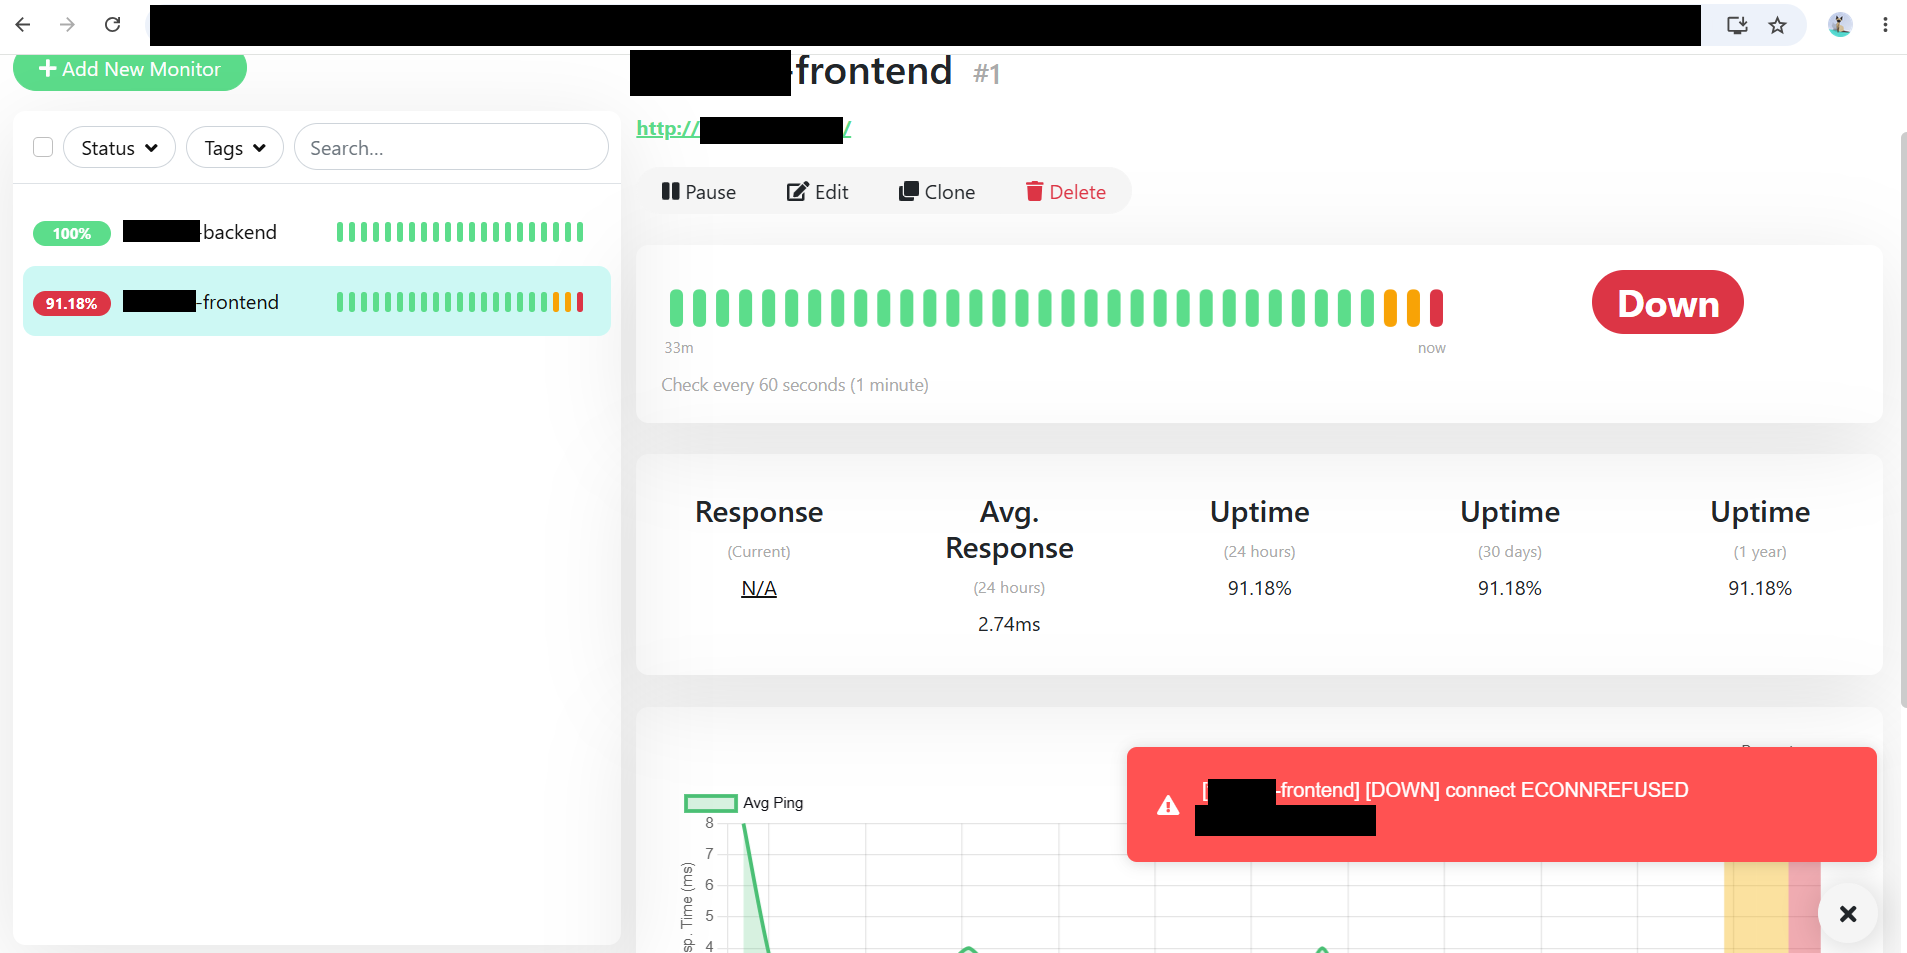 Add New Monitor
Status
Tags
Search...
100%
-backend
91.18%
-frontend
-frontend #1
http:// /
Pause
Edit
Clone
Delete
33m
now
Down
Check every 60 seconds (1 minute)
Response
(Current)
N/A
Avg.
Response
(24 hours)
2.74ms
Uptime
(24 hours)
91.18%
Uptime
(30 days)
91.18%
Uptime
(1 year)
91.18%
[ -frontend] [DOWN] connect ECONNREFUSED
Avg Ping
8
7
6
5
4
sp. Time (ms)